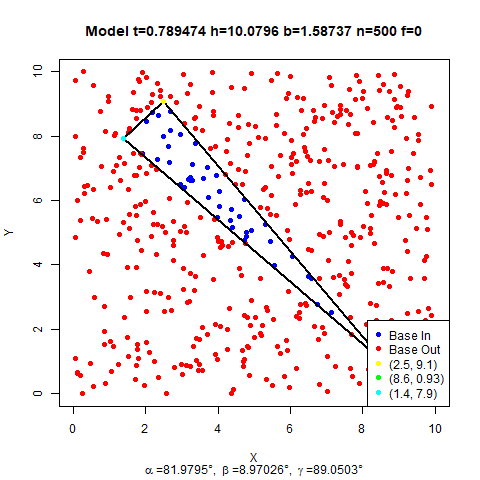 Model t=0.789474 h=10.0796 b=1.58737 n=500 f=0
10
8
6
4
2
0
Y
Base In
Base Out
(2.5, 9.1)
(8.6, 0.93)
(1.4, 7.9)
0 2 4 6 8 10
X
α=81.9795°, β=8.97026°, γ=89.0503°